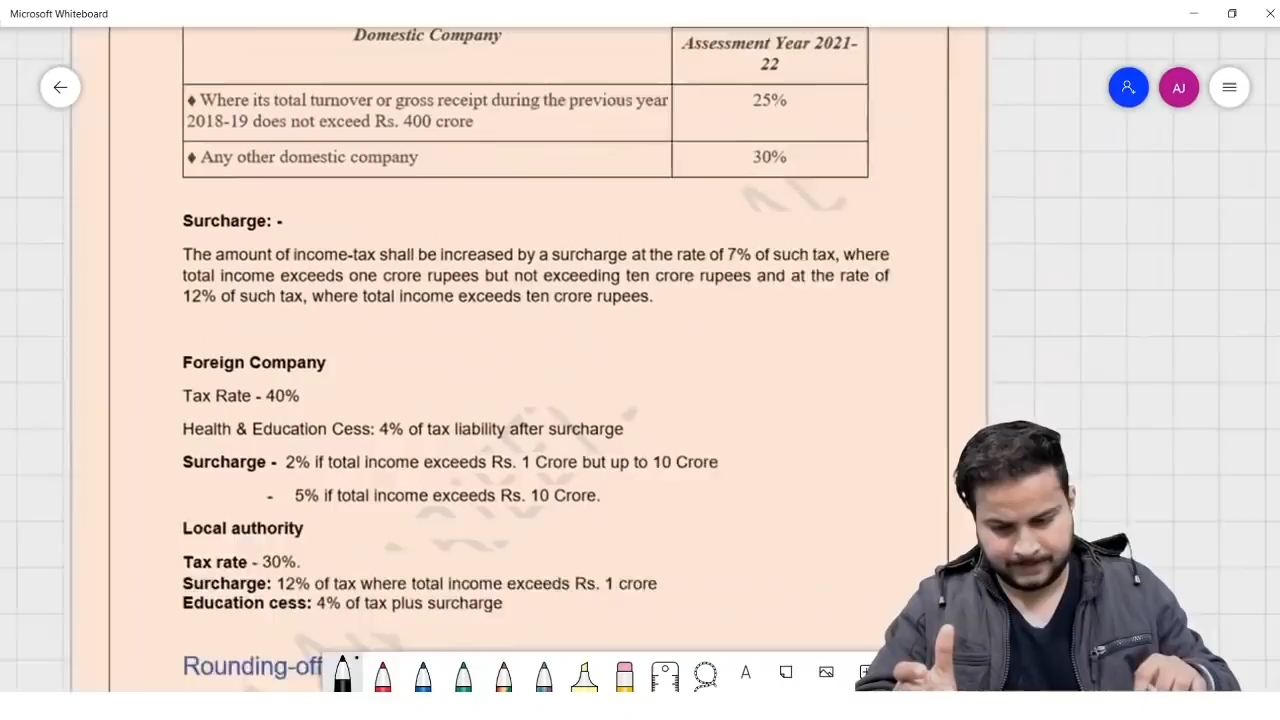 Microsoft Whiteboard
Domestic Company
Assessment Year 2021-
22
♦ Where its total turnover or gross receipt during the previous year
2018-19 does not exceed Rs. 400 crore
25%
♦ Any other domestic company
30%
Surcharge: -
The amount of income-tax shall be increased by a surcharge at the rate of 7% of such tax, where
total income exceeds one crore rupees but not exceeding ten crore rupees and at the rate of
12% of such tax, where total income exceeds ten crore rupees.
Foreign Company
Tax Rate - 40%
Health & Education Cess: 4% of tax liability after surcharge
Surcharge - 2% if total income exceeds Rs. 1 Crore but up to 10 Crore
- 5% if total income exceeds Rs. 10 Crore.
Local authority
Tax rate - 30%.
Surcharge: 12% of tax where total income exceeds Rs. 1 crore
Education cess: 4% of tax plus surcharge
Rounding-off
AJ
A